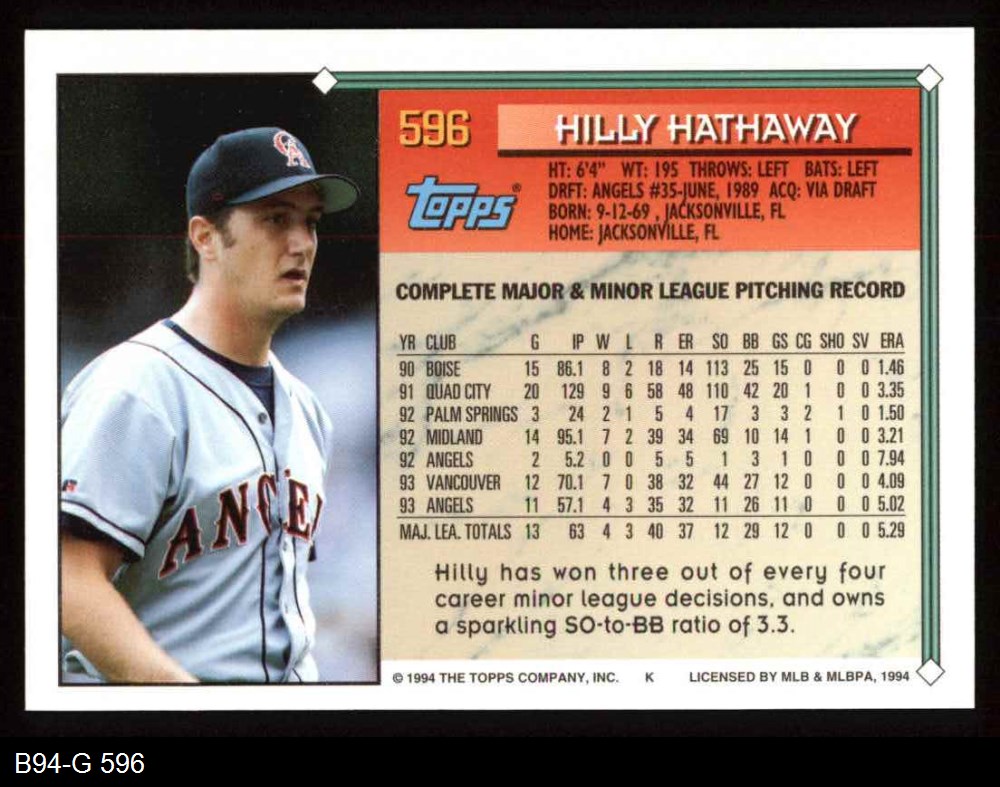 596
HILLY HATHAWAY
HT: 6'4" WT: 195 THROWS: LEFT BATS: LEFT
DRFT: ANGELS #35-JUNE, 1989 ACQ: VIA DRAFT
BORN: 9-12-69 , JACKSONVILLE, FL
HOME: JACKSONVILLE, FL
Topps®
CA
ANGEL
COMPLETE MAJOR & MINOR LEAGUE PITCHING RECORD
YR CLUB G IP W L R ER SO BB GS CG SHO SV ERA
90 BOISE 15 86.1 8 2 18 14 113 25 15 0 0 0 1.46
91 QUAD CITY 20 129 9 6 58 48 110 42 20 1 0 0 3.35
92 PALM SPRINGS 3 24 2 1 5 4 17 3 3 2 1 0 1.50
92 MIDLAND 14 95.1 7 2 39 34 69 10 14 1 0 0 3.21
92 ANGELS 2 5.2 0 0 5 5 1 3 1 0 0 0 7.94
93 VANCOUVER 12 70.1 7 0 38 32 44 27 12 0 0 0 4.09
93 ANGELS 11 57.1 4 3 35 32 11 26 11 0 0 0 5.02
MAJ. LEA. TOTALS 13 63 4 3 40 37 12 29 12 0 0 0 5.29
Hilly has won three out of every four
career minor league decisions, and owns
a sparkling SO-to-BB ratio of 3.3.
© 1994 THE TOPPS COMPANY, INC. K LICENSED BY MLB & MLBPA, 1994
B94-G 596